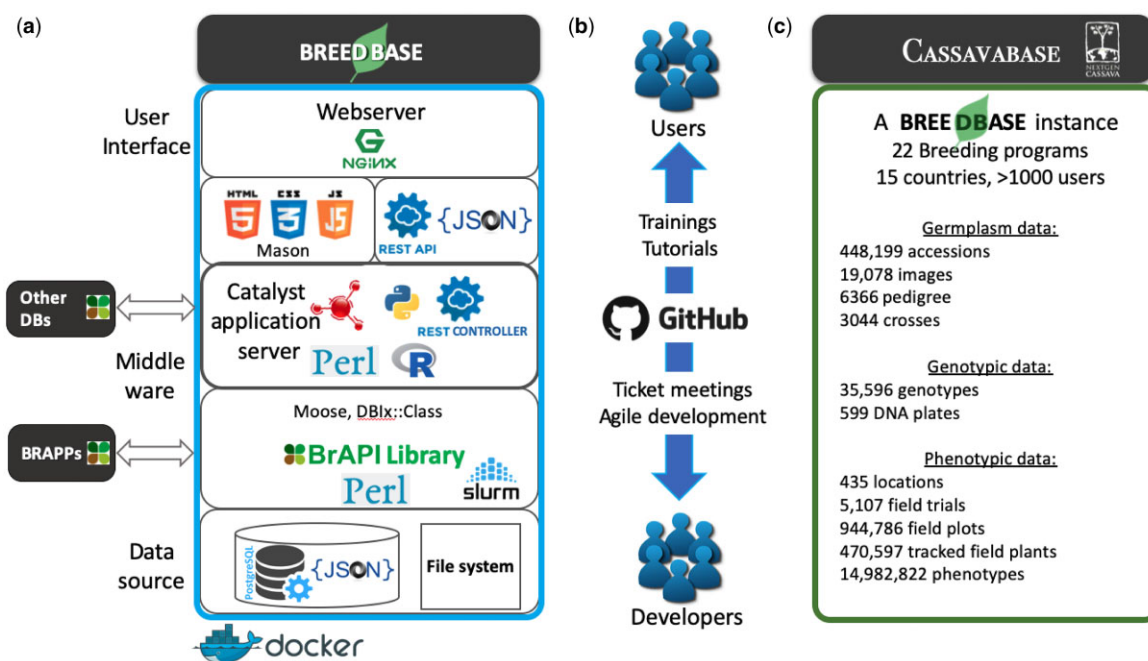 (a)
BREEDBASE
User
Interface
Webserver
NGINX
HTML
CSS
JS
5
3
JS
Mason
REST API
{JSON}
Other
DBs
Catalyst
application
server
REST CONTROLLER
Perl
R
Middle
ware
Moose, DBIx::Class
BRAPPs
BrAPI Library
Perl
slurm
Data
source
PostgreSQL
{JSON}
File system
docker
(b)
Users
Trainings
Tutorials
GitHub
Ticket meetings
Agile development
Developers
(c)
CASSAVABASE
NEXTGEN
CASSAVA
A BREEDBASE instance
22 Breeding programs
15 countries, >1000 users
Germplasm data:
448,199 accessions
19,078 images
6366 pedigree
3044 crosses
Genotypic data:
35,596 genotypes
599 DNA plates
Phenotypic data:
435 locations
5,107 field trials
944,786 field plots
470,597 tracked field plants
14,982,822 phenotypes